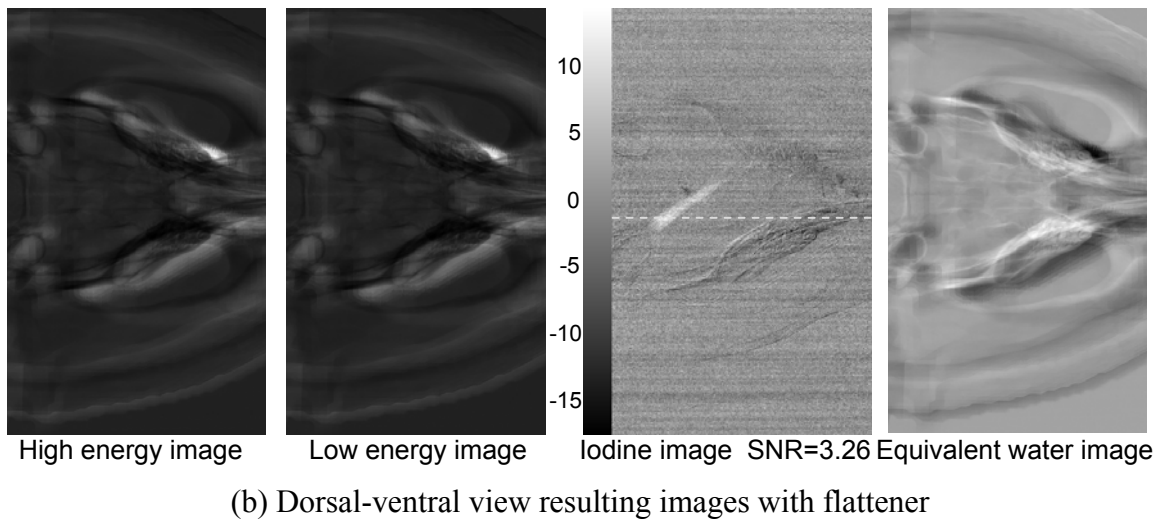 10
5
0
-5
-10
-15
High energy image
Low energy image
Iodine image SNR=3.26
Equivalent water image
(b) Dorsal-ventral view resulting images with flattener